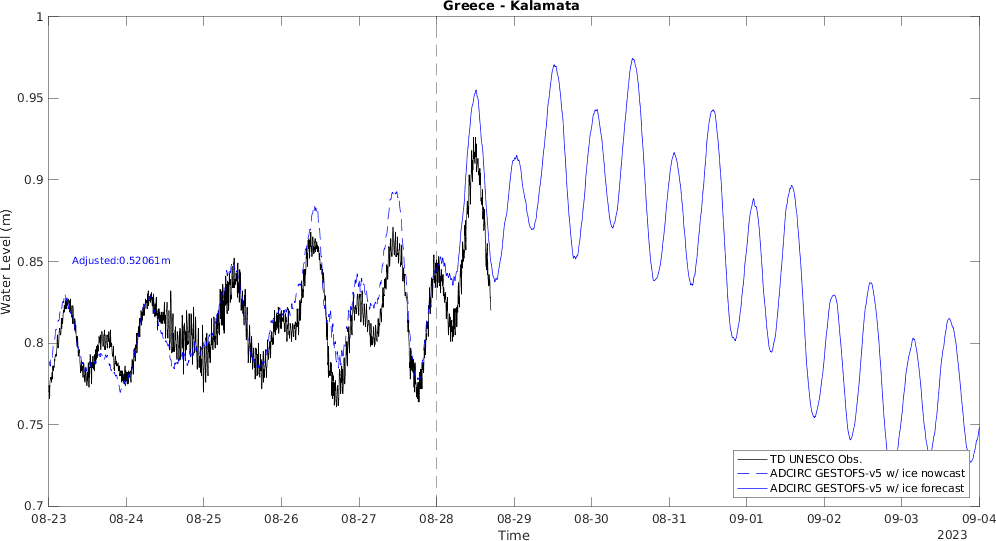 Greece - Kalamata
Water Level (m)
1
0.95
0.9
0.85
0.8
0.75
0.7
Adjusted:0.52061m
TD UNESCO Obs.
ADCIRC GESTOFS-v5 w/ ice nowcast
ADCIRC GESTOFS-v5 w/ ice forecast
08-23 08-24 08-25 08-26 08-27 08-28 08-29 08-30 08-31 09-01 09-02 09-03 09-04
Time
2023